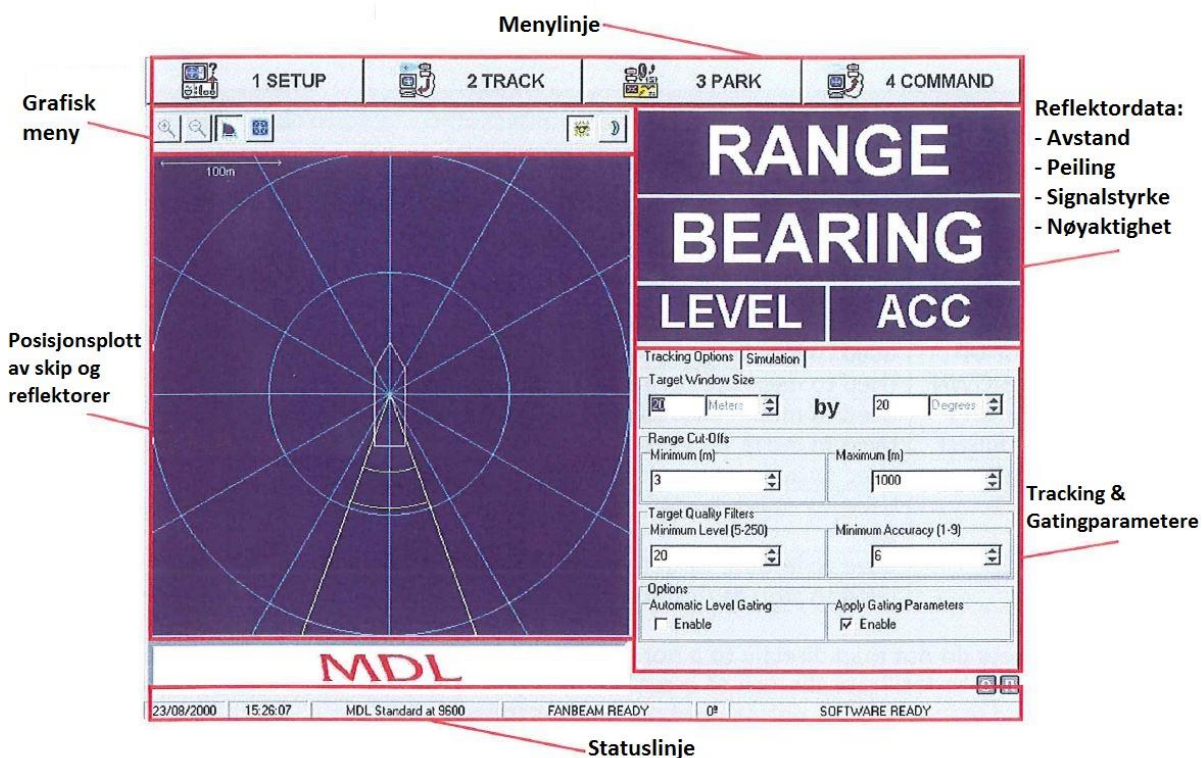 Menylinje
1 SETUP
2 TRACK
3 PARK
4 COMMAND
Grafisk
meny
100m
RANGE
BEARING
LEVEL
ACC
Reflektordata:
- Avstand
- Peiling
- Signalstyrke
- Nøyaktighet
Posisjonsplott
av skip og
reflektorer
Tracking Options
Simulation
Target Window Size
20 Meters by 20 Degrees
Range Cut-Offs
Minimum (m)
Maximum (m)
3
1000
Target Quality Filters
Minimum Level (5-250)
Minimum Accuracy (1-9)
20
6
Options
Automatic Level Gating
Apply Gating Parameters
Enable
Enable
Tracking &
Gatingparametere
MDL
23/08/2000
15:26:07
MDL Standard at 9600
FANBEAM READY
0º
SOFTWARE READY
Statuslinje